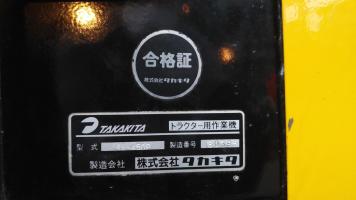 合格証
株式会社 タカキタ
TAKAKITA トラクター用作業機
型式 製造番号
製造会社 株式会社 タカキタ